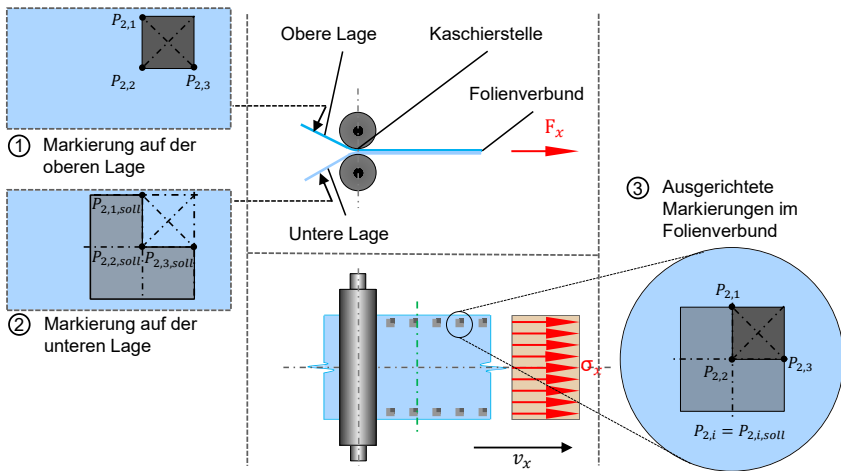 P2,1
P2,2
P2,3
1 Markierung auf der
oberen Lage
P2,1,soll
P2,2,soll
P2,3,soll
2 Markierung auf der
unteren Lage
Obere Lage
Kaschierstelle
Folienverbund
Fx
Untere Lage
σx
vx
3 Ausgerichtete
Markierungen im
Folienverbund
P2,1
P2,2
P2,3
P2,i = P2,i,soll